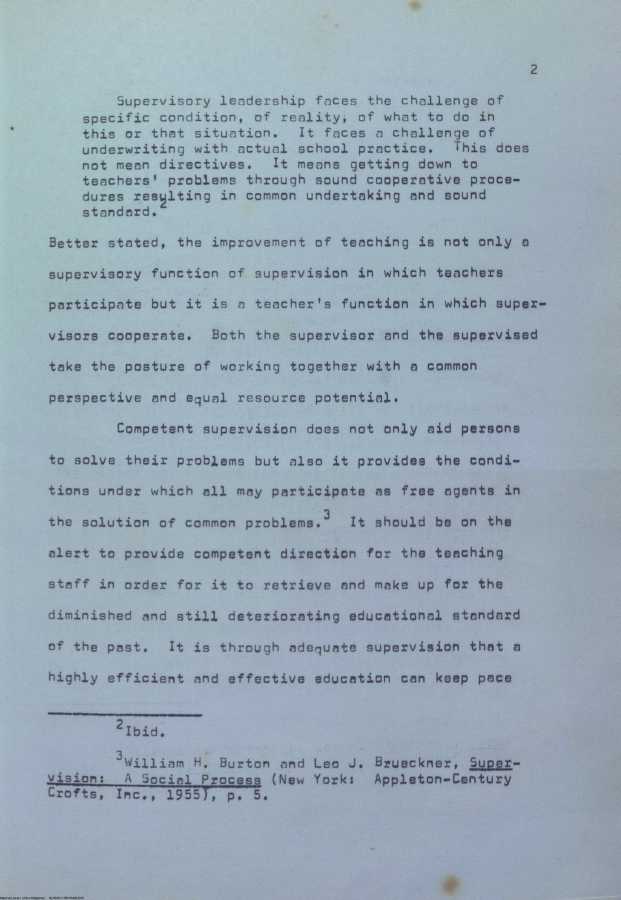 2
Supervisory leadership faces the challenge of
specific condition, of reality, of what to do in
this or that situation. It faces a challenge of
underwriting with actual school practice. This does
not mean directives. It means getting down to
teachers' problems through sound cooperative proce-
dures resulting in common undertaking and sound
standard.2
Better stated, the improvement of teaching is not only a
supervisory function of supervision in which teachers
participate but it is a teacher's function in which super-
visors cooperate. Both the supervisor and the supervised
take the posture of working together with a common
perspective and equal resource potential.
Competent supervision does not only aid persons
to solve their problems but also it provides the condi-
tions under which all may participate as free agents in
the solution of common problems.3 It should be on the
alert to provide competent direction for the teaching
staff in order for it to retrieve and make up for the
diminished and still deteriorating educational standard
of the past. It is through adequate supervision that a
highly efficient and effective education can keep pace
2Ibid.
3William H. Burton and Leo J. Brueckner, Super-
vision: A Social Process (New York: Appleton-Century
Crofts, Inc., 1955), p. 5.